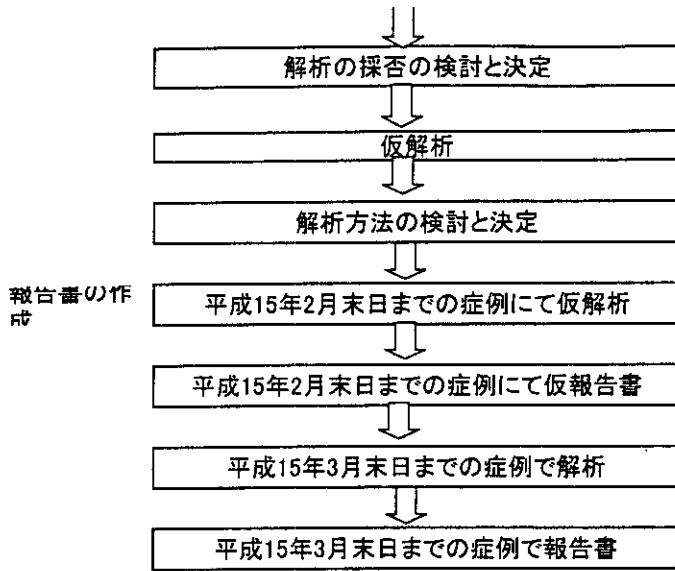 解析の採否の検討と決定
仮解析
解析方法の検討と決定
報告書の作
成
平成15年2月末日までの症例にて仮解析
平成15年2月末日までの症例にて仮報告書
平成15年3月末日までの症例で解析
平成15年3月末日までの症例で報告書